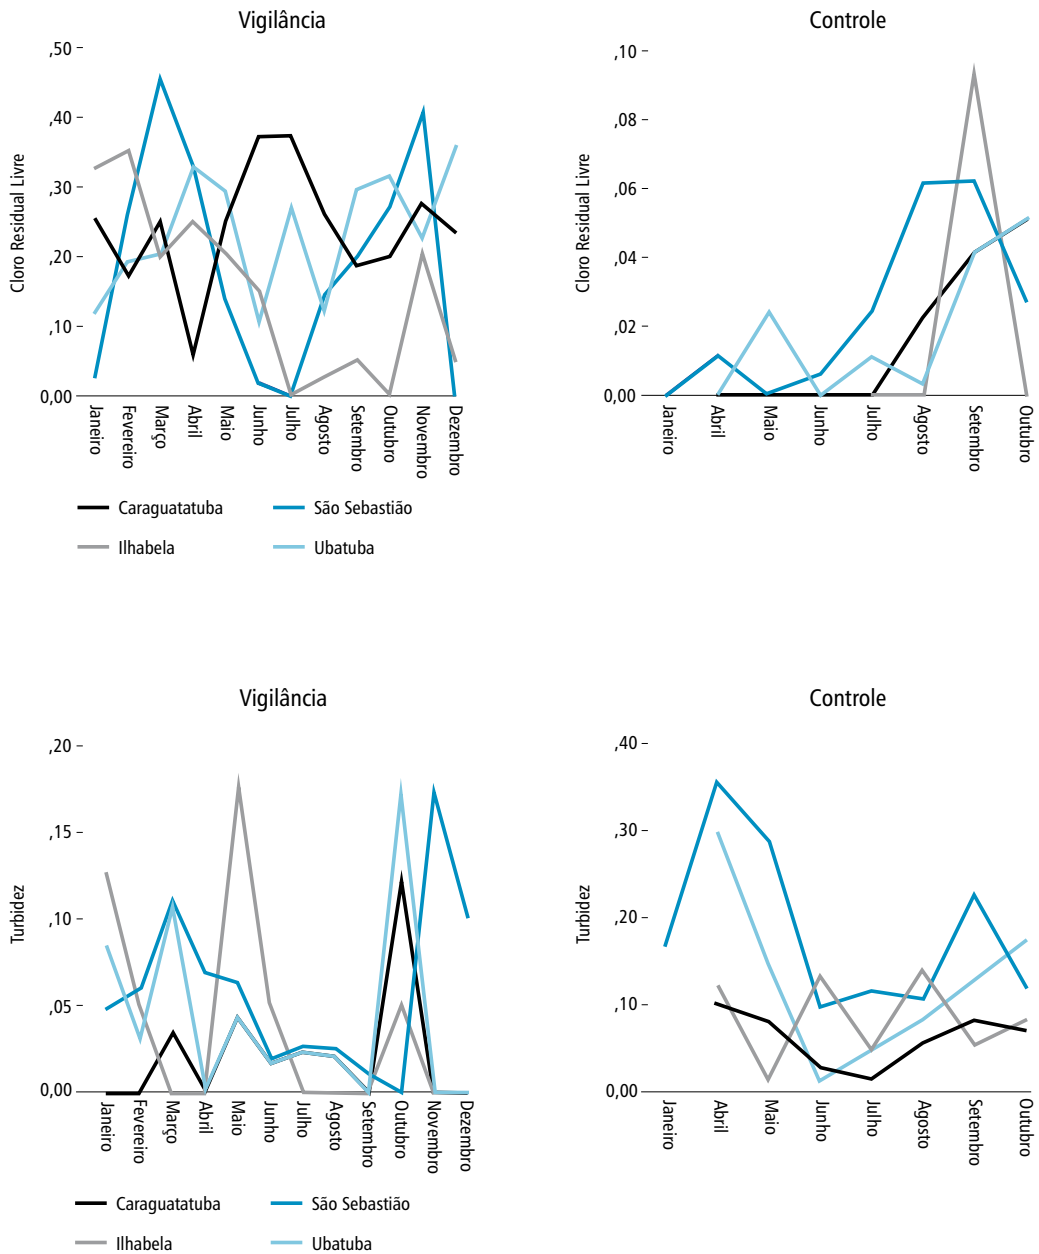 Vigilância
Cloro Residual Livre
,50
,40
,30
,20
,10
0,00
Janeiro
Fevereiro
Março
Abril
Maio
Junho
Julho
Agosto
Setembro
Outubro
Novembro
Dezembro
Caraguatatuba
São Sebastião
Ilhabela
Ubatuba
Controle
Cloro Residual Livre
,10
,08
,06
,04
,02
0,00
Janeiro
Abril
Maio
Junho
Julho
Agosto
Setembro
Outubro
Vigilância
Turbidez
,20
,15
,10
,05
0,00
Janeiro
Fevereiro
Março
Abril
Maio
Junho
Julho
Agosto
Setembro
Outubro
Novembro
Dezembro
Caraguatatuba
São Sebastião
Ilhabela
Ubatuba
Controle
Turbidez
,40
,30
,20
,10
0,00
Janeiro
Abril
Maio
Junho
Julho
Agosto
Setembro
Outubro